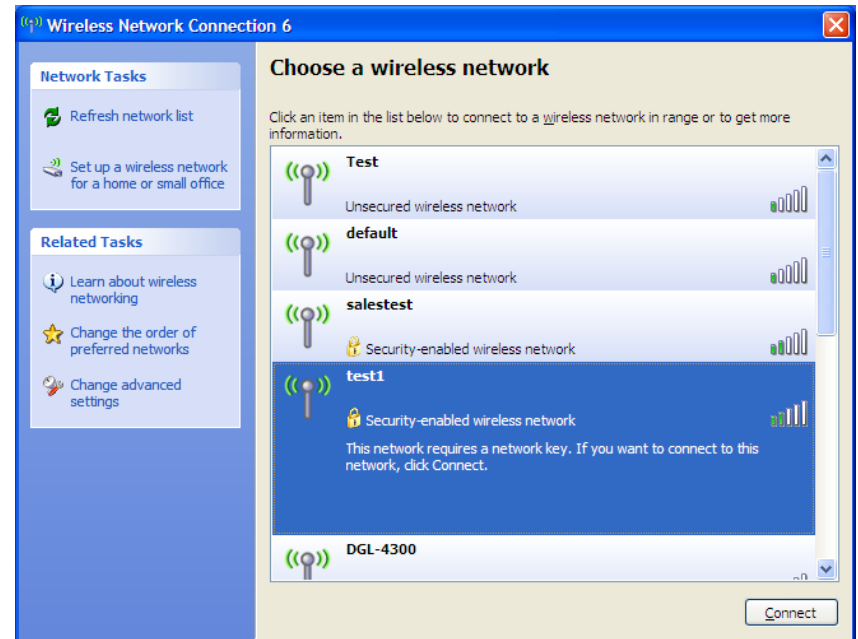 Wireless Network Connection 6
Network Tasks
Refresh network list
Set up a wireless network
for a home or small office
Related Tasks
Learn about wireless
networking
Change the order of
preferred networks
Change advanced
settings
Choose a wireless network
Click an item in the list below to connect to a wireless network in range or to get more
information.
Test
Unsecured wireless network
default
Unsecured wireless network
salestest
Security-enabled wireless network
test1
Security-enabled wireless network
This network requires a network key. If you want to connect to this
network, click Connect.
DGL-4300
Connect